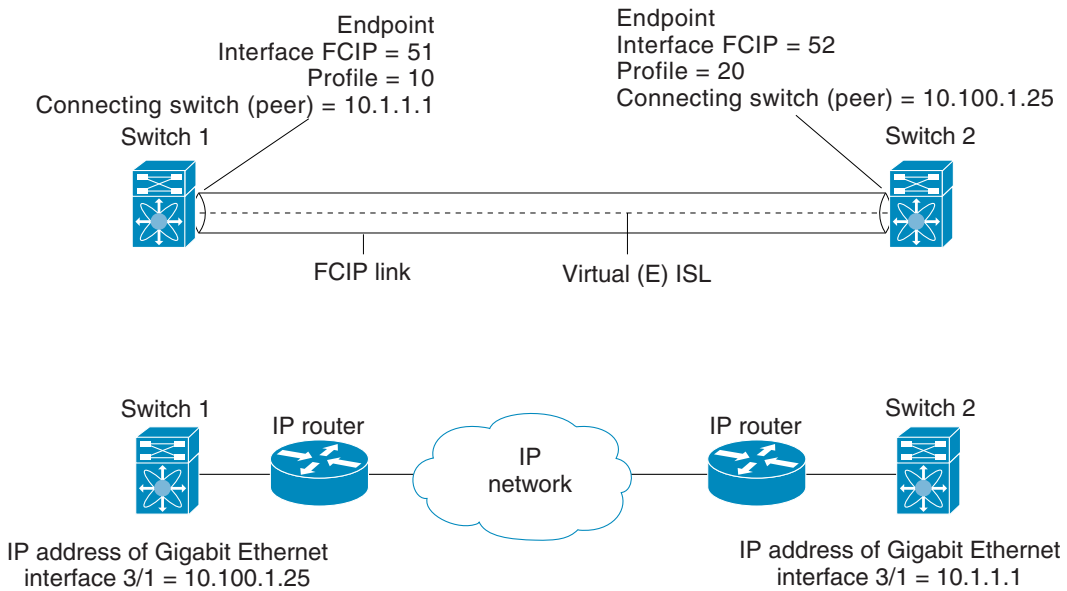 Endpoint
Interface FCIP = 51
Profile = 10
Connecting switch (peer) = 10.1.1.1
Endpoint
Interface FCIP = 52
Profile = 20
Connecting switch (peer) = 10.100.1.25
Switch 1
Switch 2
FCIP link
Virtual (E) ISL
Switch 1
IP router
IP
network
IP router
Switch 2
IP address of Gigabit Ethernet
interface 3/1 = 10.100.1.25
IP address of Gigabit Ethernet
interface 3/1 = 10.1.1.1